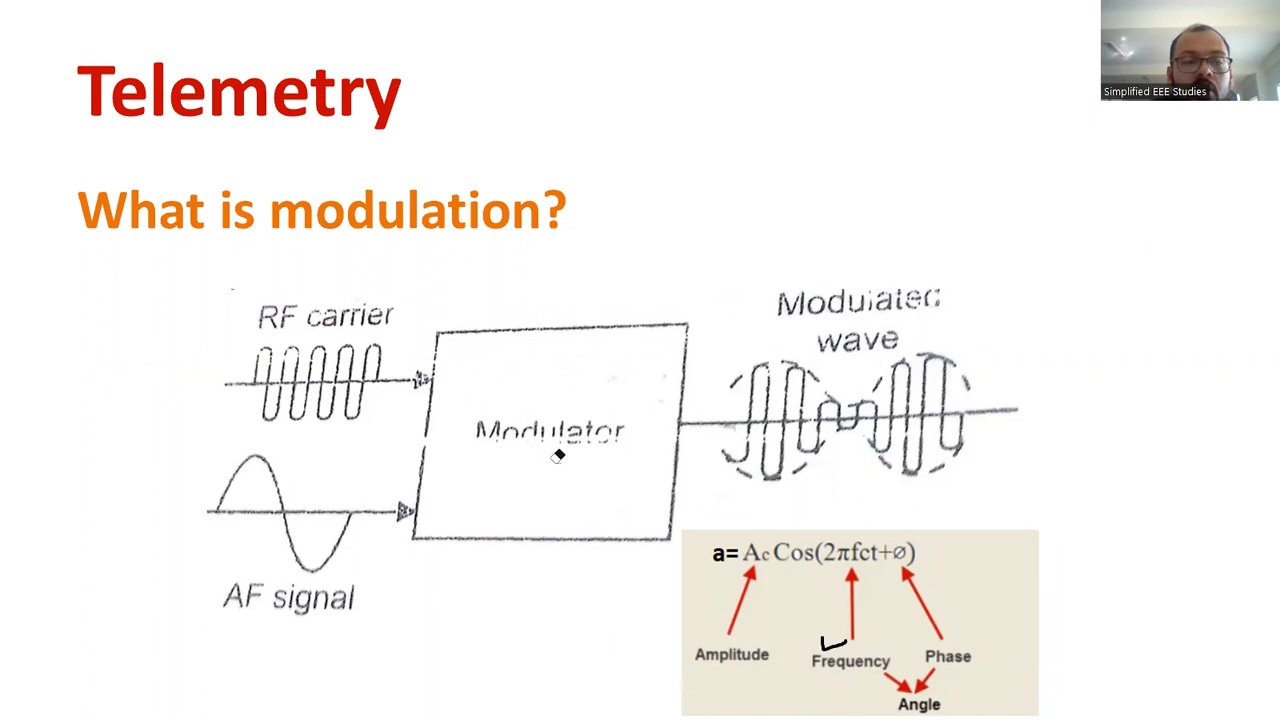 Simplified EEE Studies
Telemetry
What is modulation?
RF carrier
Modulator
AF signal
Modulated
wave
a= Ac Cos(2πfct+ø)
Amplitude
Frequency
Phase
Angle